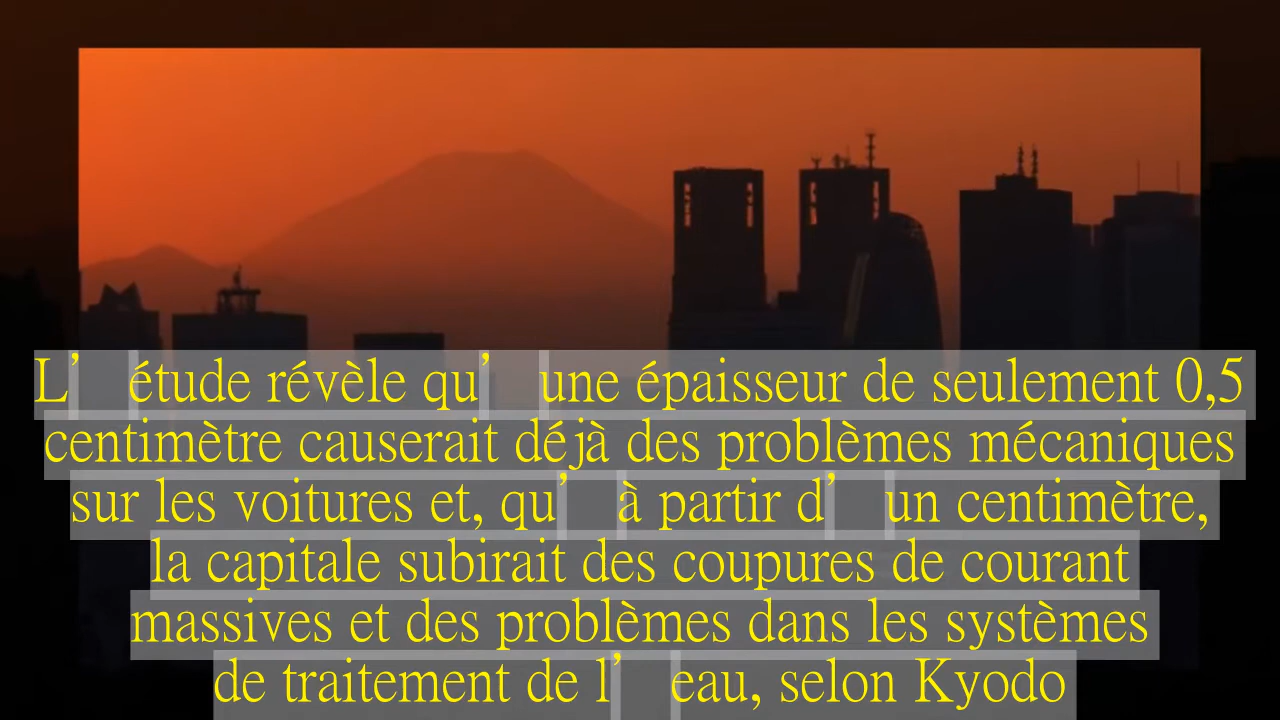 L’étude révèle qu’une épaisseur de seulement 0,5
centimètre causerait déjà des problèmes mécaniques
sur les voitures et, qu’à partir d’un centimètre,
la capitale subirait des coupures de courant
massives et des problèmes dans les systèmes
de traitement de l’eau, selon Kyodo